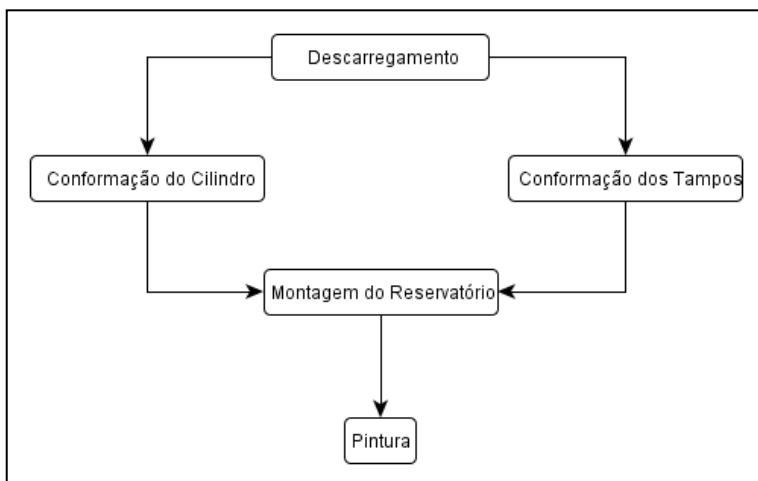 Descarregamento
Conformação do Cilindro
Conformação dos Tampos
Montagem do Reservatório
Pintura